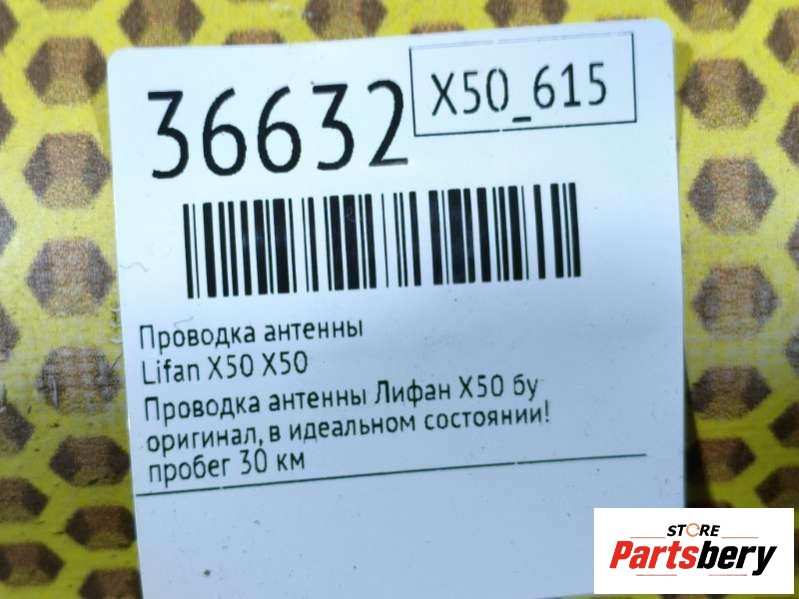 36632
X50_615
Проводка антенны
Lifan X50 X50
Проводка антенны Лифан X50 бу
оригинал, в идеальном состоянии!
пробег 30 км
STORE
Partsbery